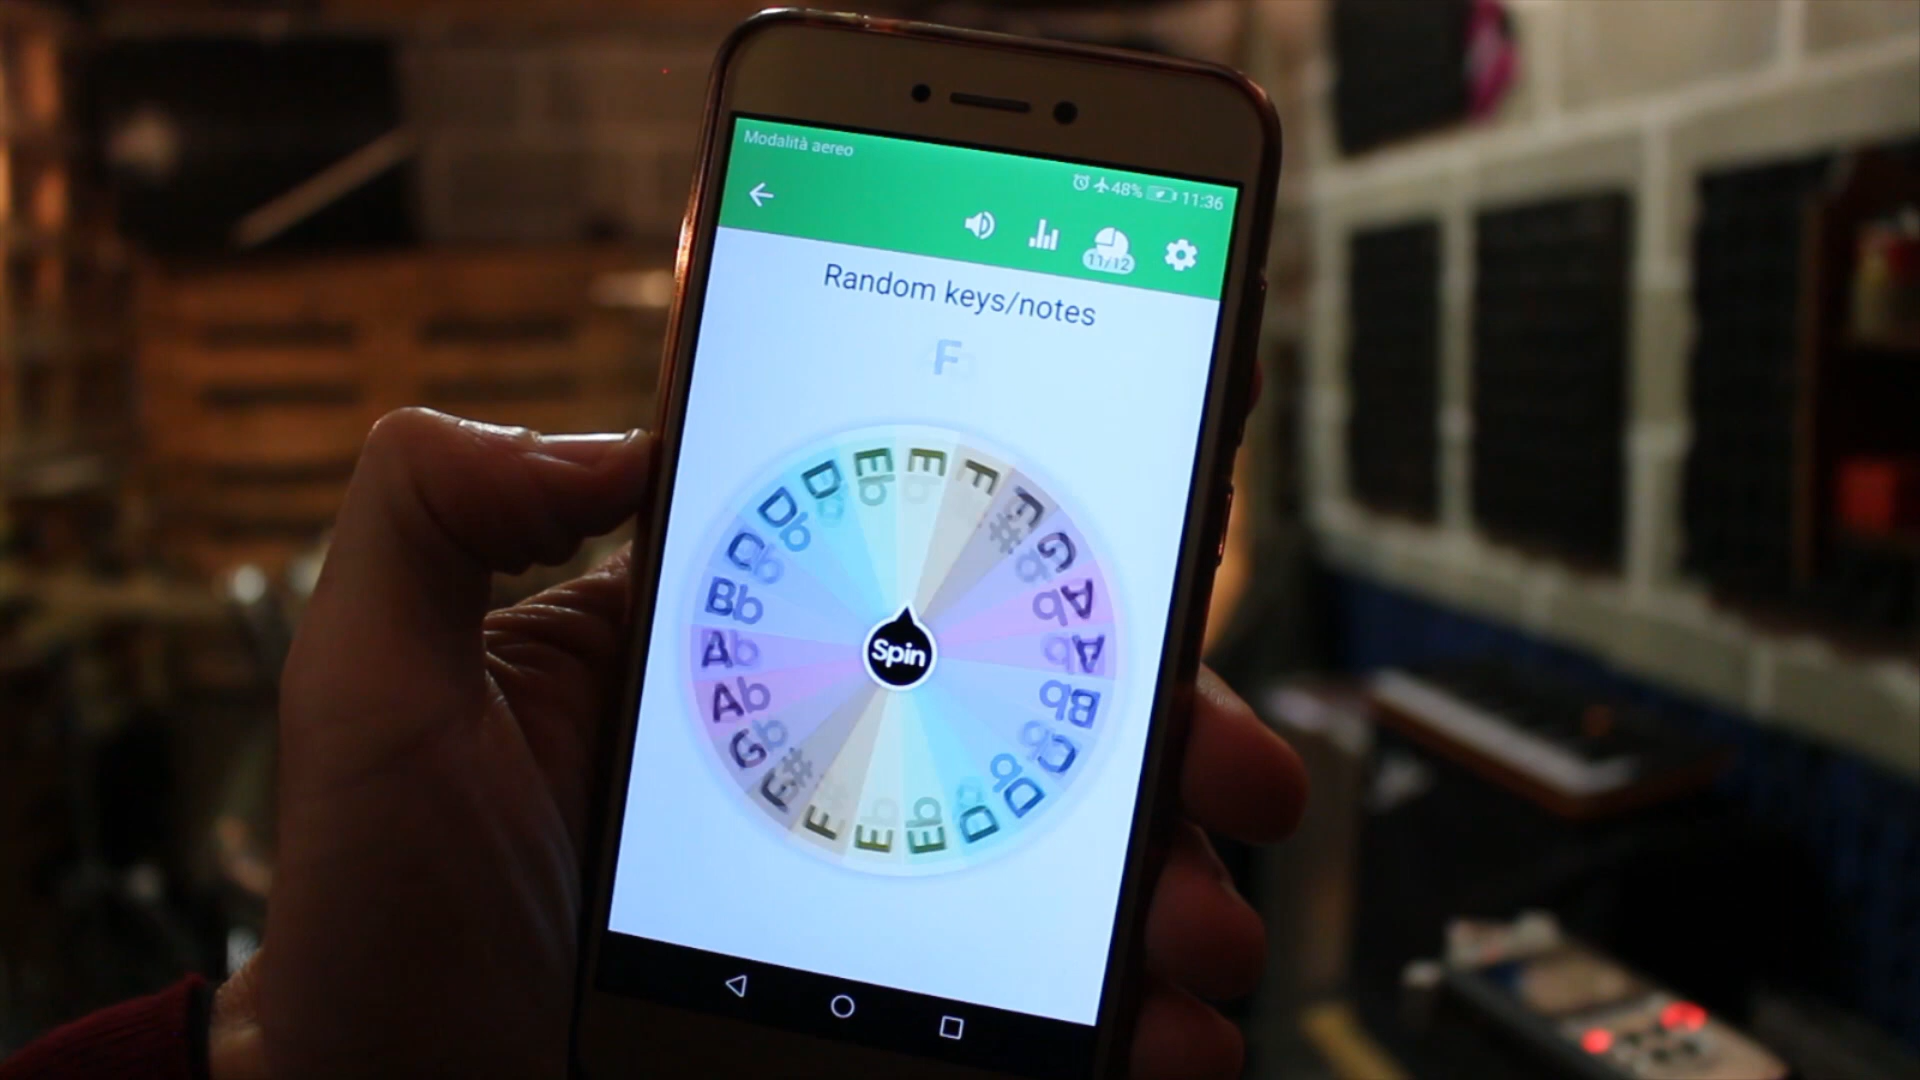 Modalità aereo
48% 11:36
11/12
Random keys/notes
F
E
E
Eb
F
D
F#
Db
G
C
Ab
Bb
Ab
A
Bb
Ab
C
G
Db
F#
D
F
Eb
E
Spin